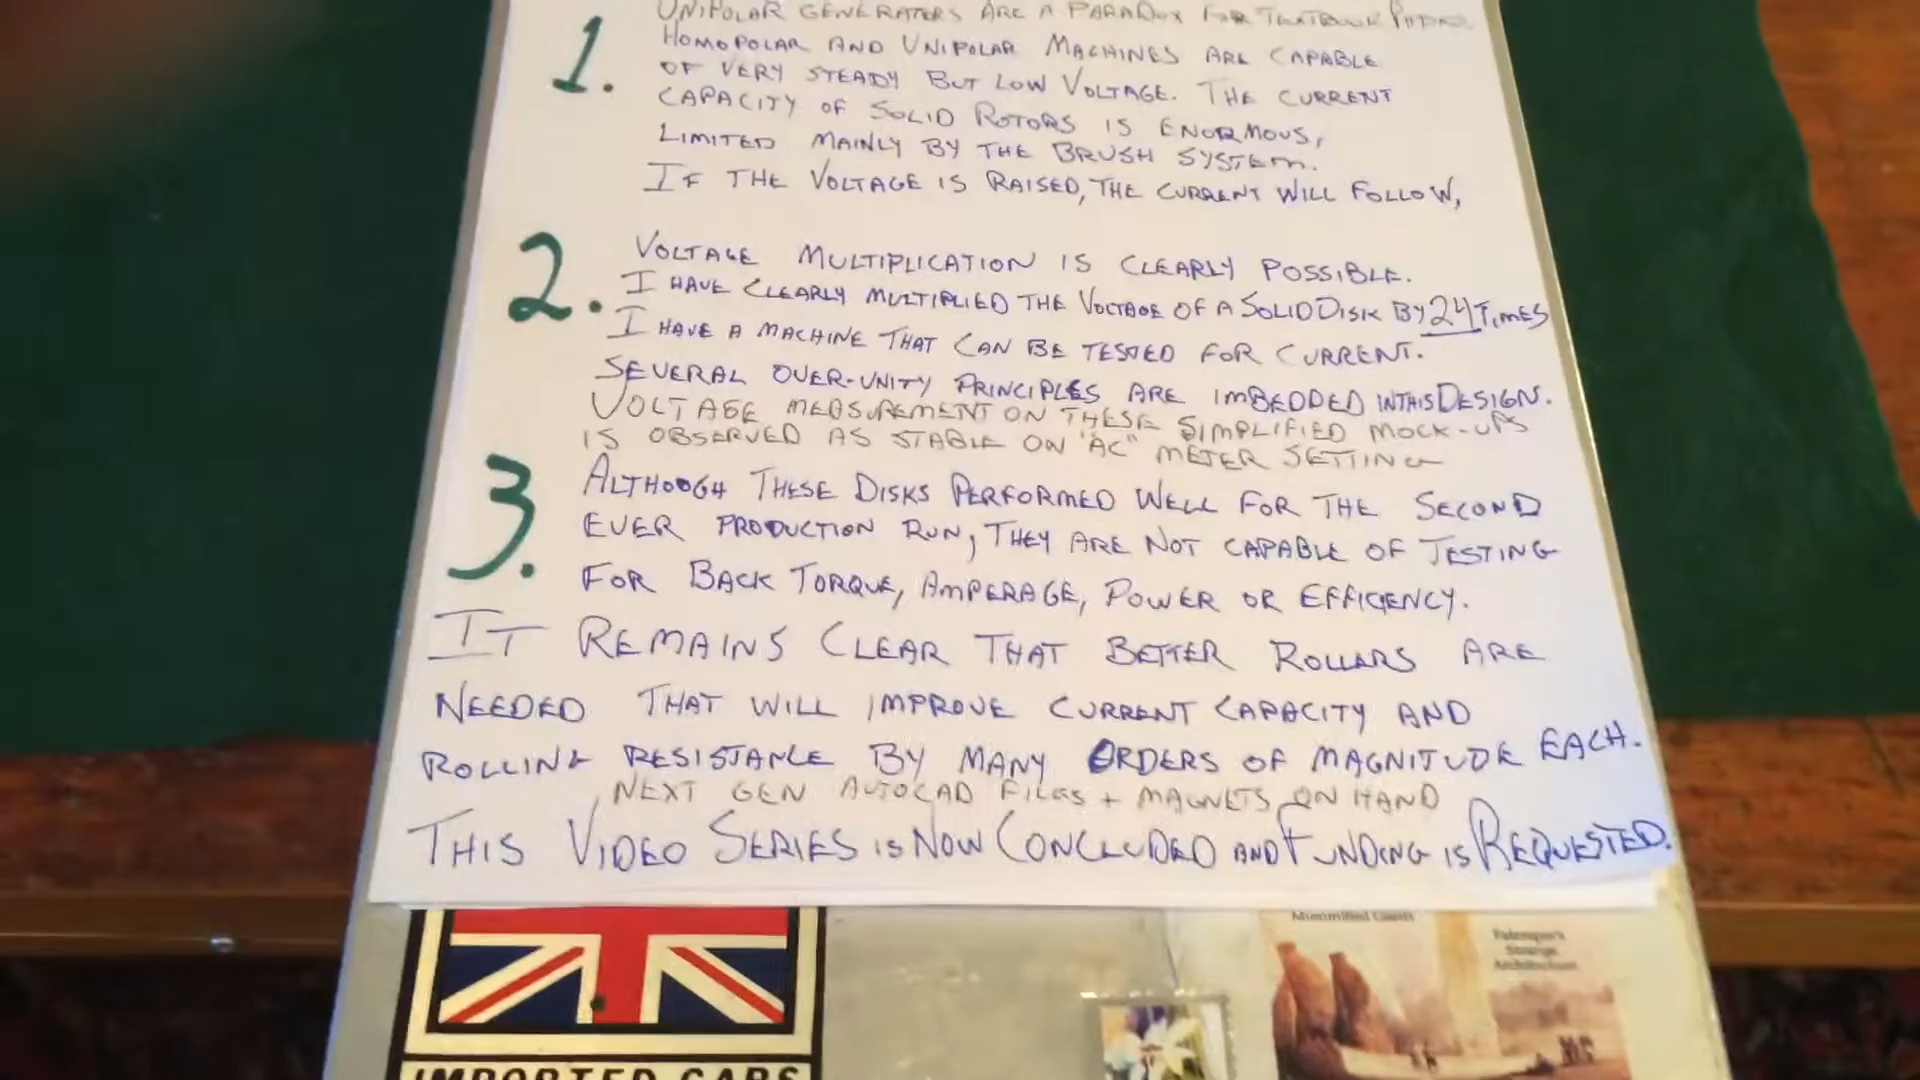 UNIPOLAR GENERATORS ARE A PARADOX FOR TEXTBOOK
1. HOMOPOLAR AND UNIPOLAR MACHINES ARE CAPABLE
OF VERY STEADY BUT LOW VOLTAGE. THE CURRENT
CAPACITY OF SOLID ROTORS IS ENORMOUS,
LIMITED MAINLY BY THE BRUSH SYSTEM.
IF THE VOLTAGE IS RAISED, THE CURRENT WILL FOLLOW,
2. VOLTAGE MULTIPLICATION IS CLEARLY POSSIBLE.
I HAVE CLEARLY MULTIPLIED THE VOLTAGE OF A SOLID DISK BY 24 TIMES
I HAVE A MACHINE THAT CAN BE TESTED FOR CURRENT.
SEVERAL OVER-UNITY PRINCIPLES ARE IMBEDDED IN THIS DESIGN.
VOLTAGE MEASUREMENT ON THESE SIMPLIFIED MOCK-UPS
IS OBSERVED AS STABLE ON "AC" METER SETTING
3. ALTHOUGH THESE DISKS PERFORMED WELL FOR THE SECOND
EVER PRODUCTION RUN, THEY ARE NOT CAPABLE OF TESTING
FOR BACK TORQUE, AMPERAGE, POWER OR EFFICIENCY.
IT REMAINS CLEAR THAT BETTER ROLLARS ARE
NEEDED THAT WILL IMPROVE CURRENT CAPACITY AND
ROLLING RESISTANCE BY MANY ORDERS OF MAGNITUDE EACH.
NEXT GEN AUTOCAD FILES + MAGNETS ON HAND
THIS VIDEO SERIES IS NOW CONCLUDED AND FUNDING IS REQUESTED.
Mummified Giants
Palenque's
Strange
Architecture
IMPORTED CARS